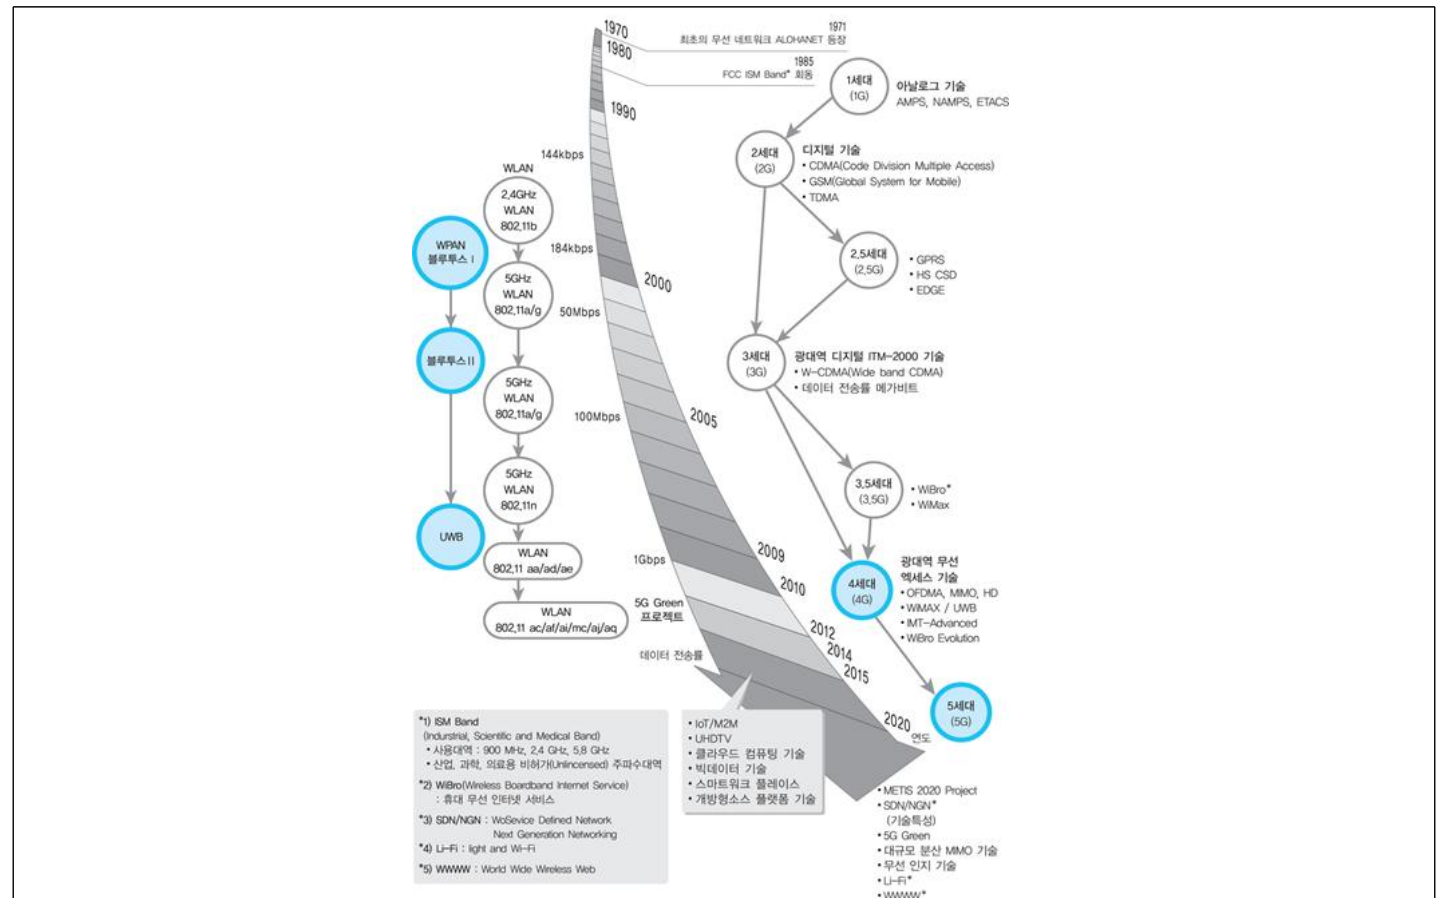 1970
1971
최초의 무선 네트워크 ALOHANET 등장
1980
1985
FCC ISM Band* 회동
1990
1세대
(1G)
아날로그 기술
AMPS, NAMPS, ETACS
2세대
(2G)
디지털 기술
• CDMA(Code Division Multiple Access)
• GSM(Global System for Mobile)
• TDMA
2.5세대
(2.5G)
• GPRS
• HS CSD
• EDGE
3세대
(3G)
광대역 디지털 ITM-2000 기술
• W-CDMA(Wide band CDMA)
• 데이터 전송률 메가비트
3.5세대
(3.5G)
• WiBro*
• WiMax
4세대
(4G)
광대역 무선
엑세스 기술
• OFDMA, MIMO, HD
• WiMAX / UWB
• IMT-Advanced
• WiBro Evolution
5세대
(5G)
144kbps
184kbps
50Mbps
100Mbps
1Gbps
5G Green
프로젝트
데이터 전송률
2000
2005
2009
2010
2012
2014
2015
2020
연도
WLAN
2.4GHz
WLAN
802.11b
5GHz
WLAN
802.11a/g
5GHz
WLAN
802.11a/g
5GHz
WLAN
802.11n
WLAN
802.11 aa/ad/ae
WLAN
802.11 ac/af/ai/mc/aj/aq
WPAN
블루투스 I
블루투스 II
UWB
*1) ISM Band
(Indurstrial, Scientific and Medical Band)
• 사용대역 : 900 MHz, 2.4 GHz, 5.8 GHz
• 산업, 과학, 의료용 비허가(Unlincensed) 주파수대역
*2) WiBro(Wireless Boardband Internet Service)
: 휴대 무선 인터넷 서비스
*3) SDN/NGN : WoSevice Defined Network
Next Generation Networking
*4) Li-Fi : light and Wi-Fi
*5) WWWW : World Wide Wireless Web
• IoT/M2M
• UHDTV
• 클라우드 컴퓨팅 기술
• 빅데이터 기술
• 스마트워크 플레이스
• 개방형소스 플랫폼 기술
• METIS 2020 Project
• SDN/NGN*
(기술특성)
• 5G Green
• 대규모 분산 MIMO 기술
• 무선 인지 기술
• Li-Fi*
• WWWW*